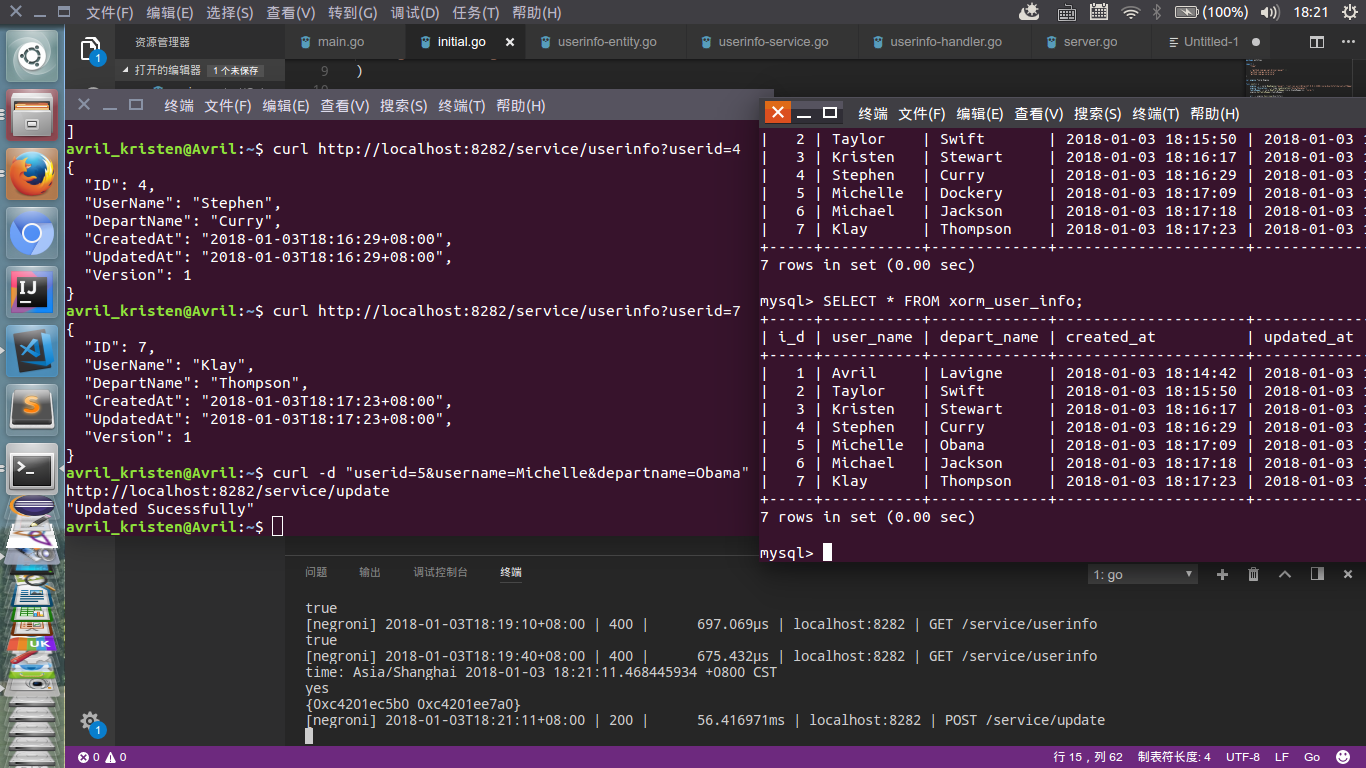 文件(F) 编辑(E) 选择(S) 查看(V) 转到(G) 调试(D) 任务(T) 帮助(H) (100%) 18:21
资源管理器 main.go initial.go userinfo-entity.go userinfo-service.go userinfo-handler.go server.go Untitled-1
打开的编辑器 1 个未保存
9 )
终端 文件(F) 编辑(E) 查看(V) 搜索(S) 终端(T) 帮助(H)
]
avril_kristen@Avril:~$ curl http://localhost:8282/service/userinfo?userid=4
{
"ID": 4,
"UserName": "Stephen",
"DepartName": "Curry",
"CreatedAt": "2018-01-03T18:16:29+08:00",
"UpdatedAt": "2018-01-03T18:16:29+08:00",
"Version": 1
}
avril_kristen@Avril:~$ curl http://localhost:8282/service/userinfo?userid=7
{
"ID": 7,
"UserName": "Klay",
"DepartName": "Thompson",
"CreatedAt": "2018-01-03T18:17:23+08:00",
"UpdatedAt": "2018-01-03T18:17:23+08:00",
"Version": 1
}
avril_kristen@Avril:~$ curl -d "userid=5&username=Michelle&departname=Obama"
http://localhost:8282/service/update
"Updated Sucessfully"
avril_kristen@Avril:~$
终端 文件(F) 编辑(E) 查看(V) 搜索(S) 终端(T) 帮助(H)
| 2 | Taylor | Swift | 2018-01-03 18:15:50 | 2018-01-03 1
| 3 | Kristen | Stewart | 2018-01-03 18:16:17 | 2018-01-03 1
| 4 | Stephen | Curry | 2018-01-03 18:16:29 | 2018-01-03 1
| 5 | Michelle | Dockery | 2018-01-03 18:17:09 | 2018-01-03 1
| 6 | Michael | Jackson | 2018-01-03 18:17:18 | 2018-01-03 1
| 7 | Klay | Thompson | 2018-01-03 18:17:23 | 2018-01-03 1
+-----+-----------+-------------+---------------------+------------
7 rows in set (0.00 sec)
mysql> SELECT * FROM xorm_user_info;
+-----+-----------+-------------+---------------------+------------
| i_d | user_name | depart_name | created_at | updated_at
+-----+-----------+-------------+---------------------+------------
| 1 | Avril | Lavigne | 2018-01-03 18:14:42 | 2018-01-03 1
| 2 | Taylor | Swift | 2018-01-03 18:15:50 | 2018-01-03 1
| 3 | Kristen | Stewart | 2018-01-03 18:16:17 | 2018-01-03 1
| 4 | Stephen | Curry | 2018-01-03 18:16:29 | 2018-01-03 1
| 5 | Michelle | Obama | 2018-01-03 18:17:09 | 2018-01-03 1
| 6 | Michael | Jackson | 2018-01-03 18:17:18 | 2018-01-03 1
| 7 | Klay | Thompson | 2018-01-03 18:17:23 | 2018-01-03 1
+-----+-----------+-------------+---------------------+------------
7 rows in set (0.00 sec)
mysql>
问题 输出 调试控制台 终端 1: go
true
[negroni] 2018-01-03T18:19:10+08:00 | 400 | 697.069µs | localhost:8282 | GET /service/userinfo
true
[negroni] 2018-01-03T18:19:40+08:00 | 400 | 675.432µs | localhost:8282 | GET /service/userinfo
time: Asia/Shanghai 2018-01-03 18:21:11.468445934 +0800 CST
yes
{0xc4201ec5b0 0xc4201ee7a0}
[negroni] 2018-01-03T18:21:11+08:00 | 200 | 56.416971ms | localhost:8282 | POST /service/update
0 0 行 15，列 62 制表符长度: 4 UTF-8 LF Go